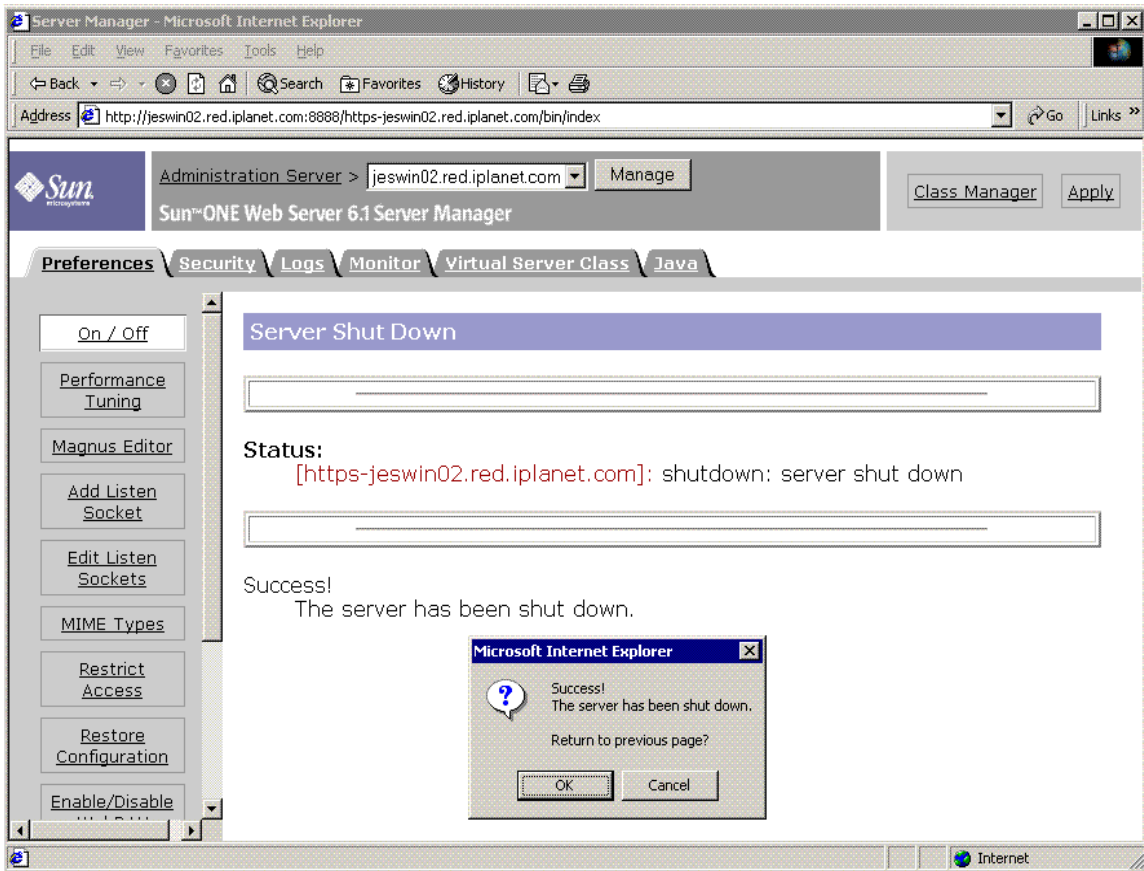 Server Manager - Microsoft Internet Explorer
File Edit View Favorites Tools Help
Back Search Favorites History
Address http://jeswin02.red.iplanet.com:8888/https-jeswin02.red.iplanet.com/bin/index Go Links »
Sun
microsystems
Administration Server > jeswin02.red.iplanet.com Manage
Sun™ONE Web Server 6.1 Server Manager
Class Manager Apply
Preferences Security Logs Monitor Virtual Server Class Java
On / Off
Performance
Tuning
Magnus Editor
Add Listen
Socket
Edit Listen
Sockets
MIME Types
Restrict
Access
Restore
Configuration
Enable/Disable
Server Shut Down
Status:
[https-jeswin02.red.iplanet.com]: shutdown: server shut down
Success!
The server has been shut down.
Microsoft Internet Explorer
Success!
The server has been shut down.
Return to previous page?
OK Cancel
Internet